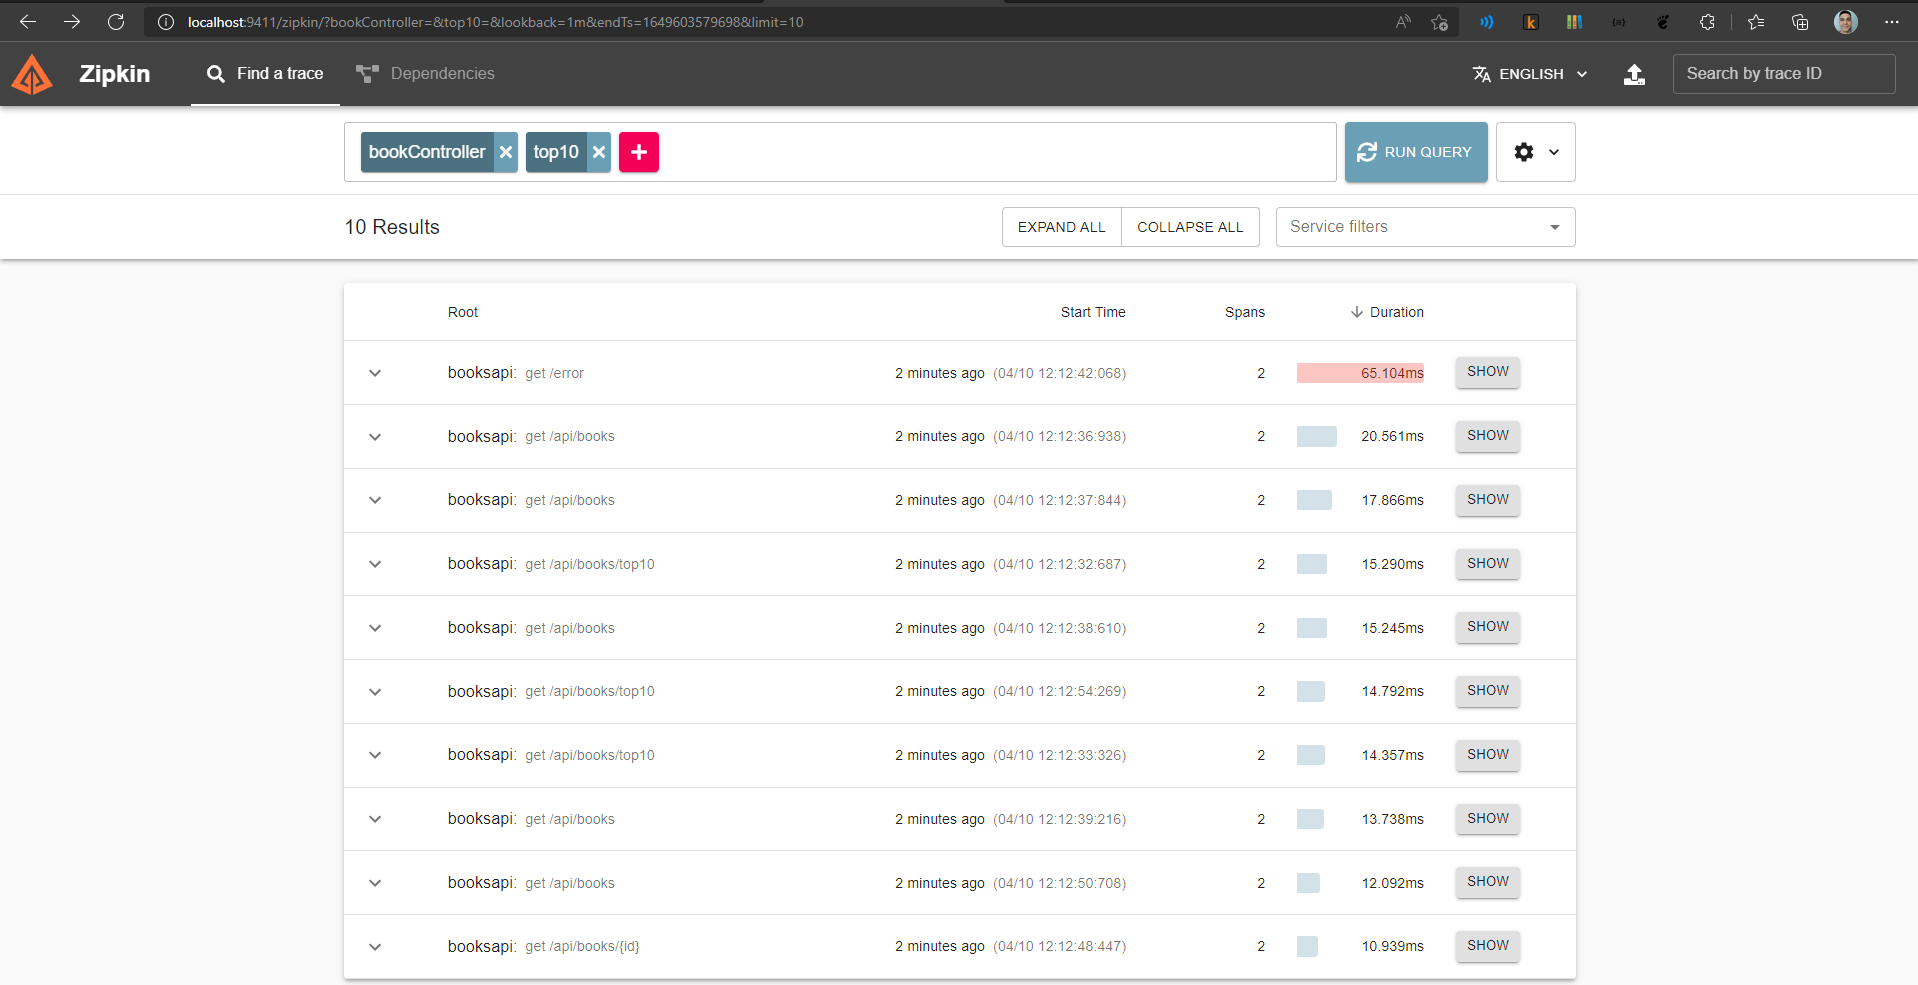 localhost:9411/zipkin/?bookController=&top10=&lookback=1m&endTs=1649603579698&limit=10
Zipkin Find a trace Dependencies ENGLISH Search by trace ID
bookController top10 RUN QUERY
10 Results EXPAND ALL COLLAPSE ALL Service filters
Root Start Time Spans Duration
booksapi: get /error 2 minutes ago (04/10 12:12:42:068) 2 65.104ms SHOW
booksapi: get /api/books 2 minutes ago (04/10 12:12:36:938) 2 20.561ms SHOW
booksapi: get /api/books 2 minutes ago (04/10 12:12:37:844) 2 17.866ms SHOW
booksapi: get /api/books/top10 2 minutes ago (04/10 12:12:32:687) 2 15.290ms SHOW
booksapi: get /api/books 2 minutes ago (04/10 12:12:38:610) 2 15.245ms SHOW
booksapi: get /api/books/top10 2 minutes ago (04/10 12:12:54:269) 2 14.792ms SHOW
booksapi: get /api/books/top10 2 minutes ago (04/10 12:12:33:326) 2 14.357ms SHOW
booksapi: get /api/books 2 minutes ago (04/10 12:12:39:216) 2 13.738ms SHOW
booksapi: get /api/books 2 minutes ago (04/10 12:12:50:708) 2 12.092ms SHOW
booksapi: get /api/books/{id} 2 minutes ago (04/10 12:12:48:447) 2 10.939ms SHOW